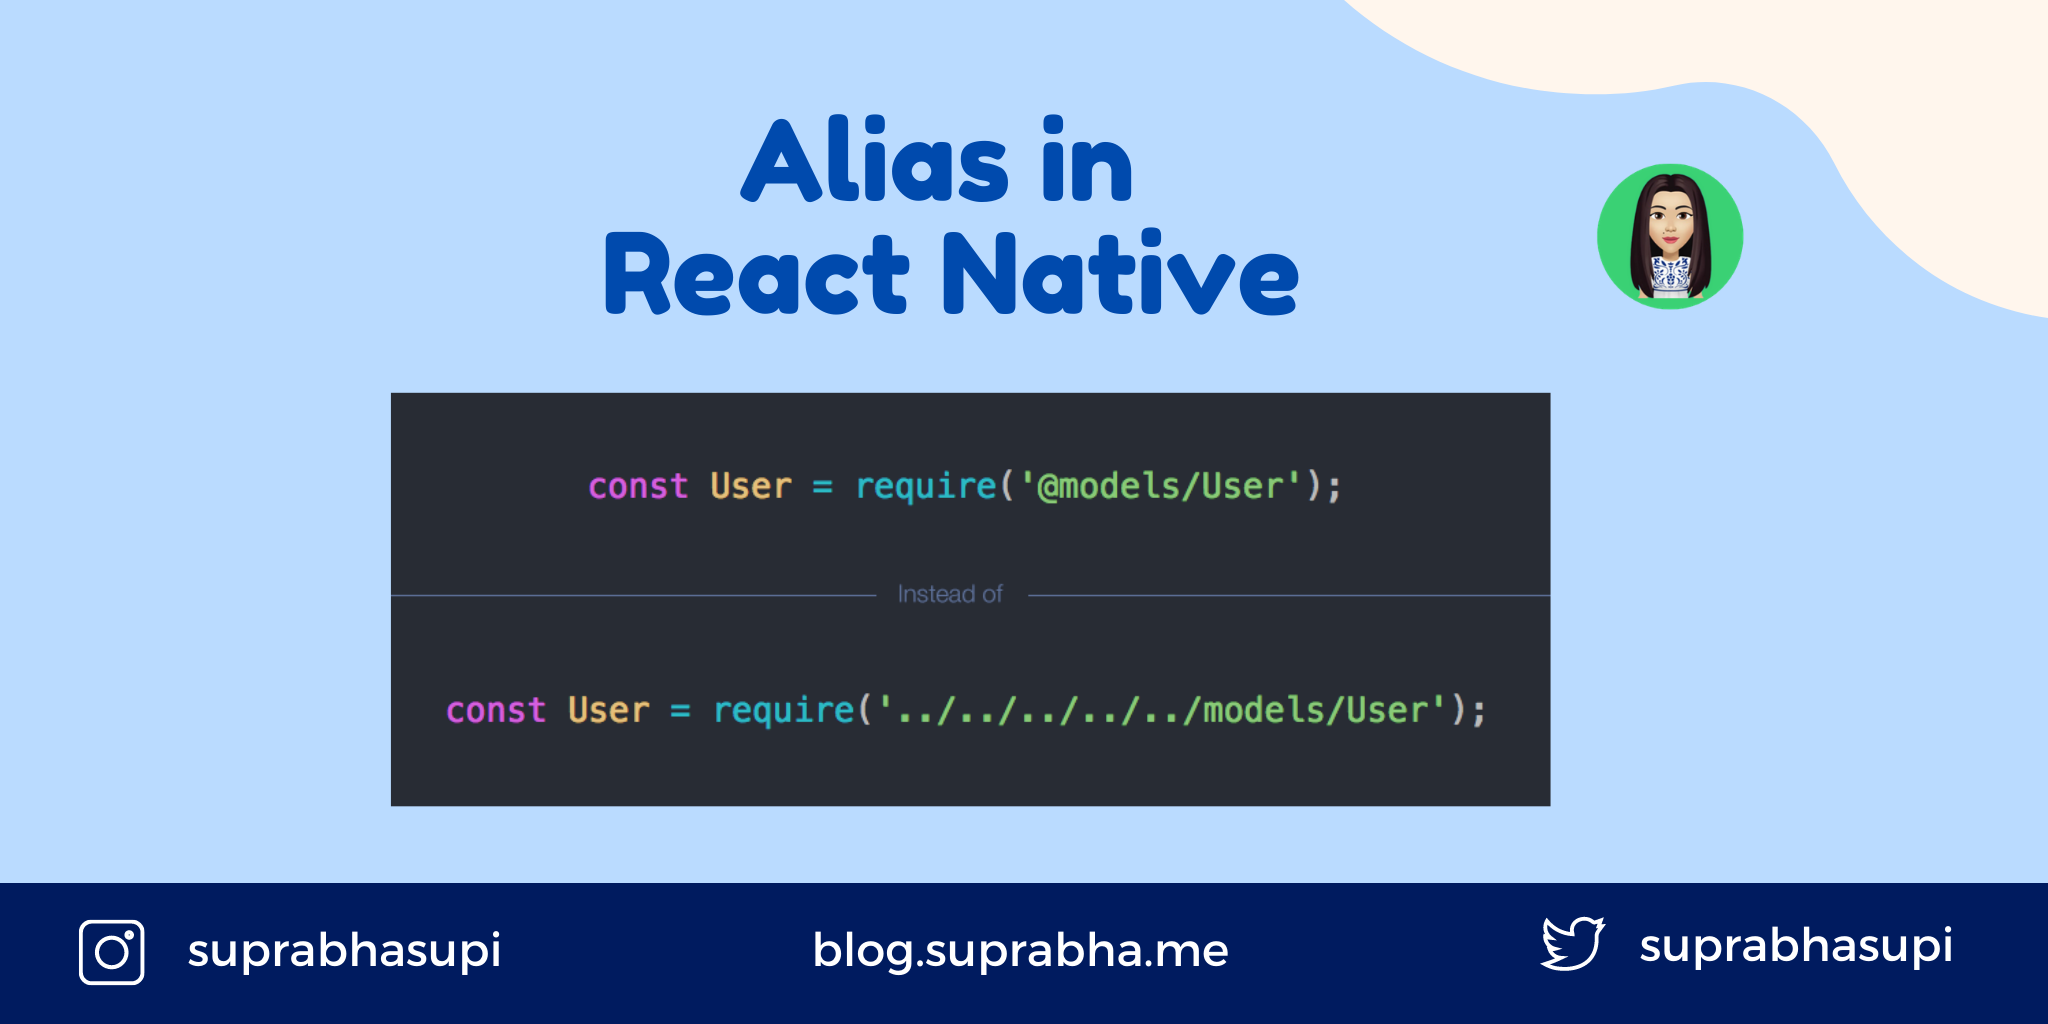 Alias in
React Native
const User = require('@models/User');
Instead of
const User = require('../../../../../models/User');
suprabhasupi
blog.suprabha.me
suprabhasupi